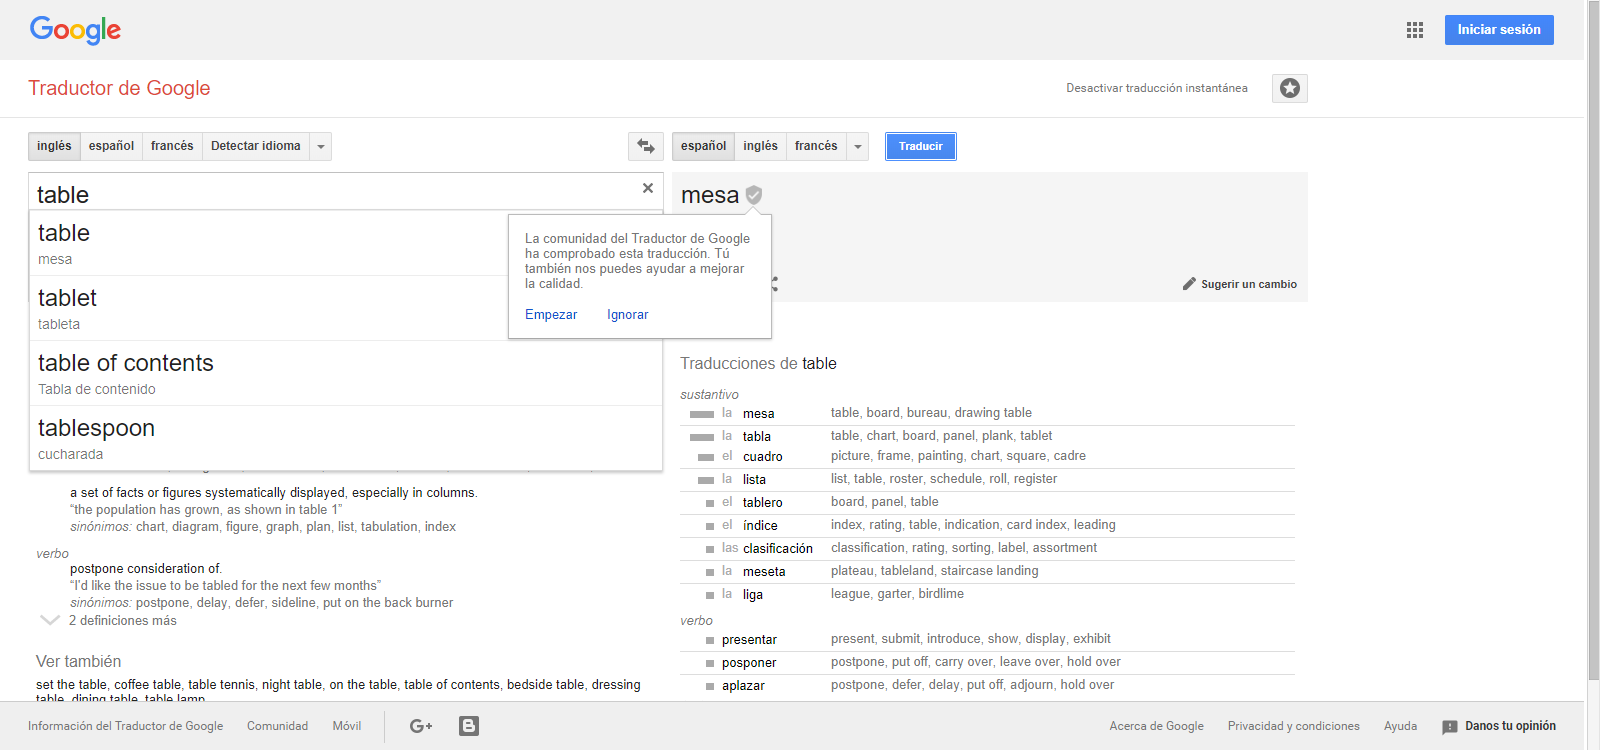 Google
Iniciar sesión
Traductor de Google
Desactivar traducción instantánea
inglés español francés Detectar idioma
español inglés francés Traducir
table
mesa
table
mesa
tablet
tableta
table of contents
Tabla de contenido
tablespoon
cucharada
La comunidad del Traductor de Google
ha comprobado esta traducción. Tú
también nos puedes ayudar a mejorar
la calidad.
Empezar Ignorar
Sugerir un cambio
a set of facts or figures systematically displayed, especially in columns.
“the population has grown, as shown in table 1”
sinónimos: chart, diagram, figure, graph, plan, list, tabulation, index
verbo
postpone consideration of.
“I'd like the issue to be tabled for the next few months”
sinónimos: postpone, delay, defer, sideline, put on the back burner
2 definiciones más
Ver también
set the table, coffee table, table tennis, night table, on the table, table of contents, bedside table, dressing
table, dining table, table lamp
Traducciones de table
sustantivo
la mesa table, board, bureau, drawing table
la tabla table, chart, board, panel, plank, tablet
el cuadro picture, frame, painting, chart, square, cadre
la lista list, table, roster, schedule, roll, register
el tablero board, panel, table
el índice index, rating, table, indication, card index, leading
las clasificación classification, rating, sorting, label, assortment
la meseta plateau, tableland, staircase landing
la liga league, garter, birdlime
verbo
presentar present, submit, introduce, show, display, exhibit
posponer postpone, put off, carry over, leave over, hold over
aplazar postpone, defer, delay, put off, adjourn, hold over
Información del Traductor de Google Comunidad Móvil G+ B Acerca de Google Privacidad y condiciones Ayuda Danos tu opinión